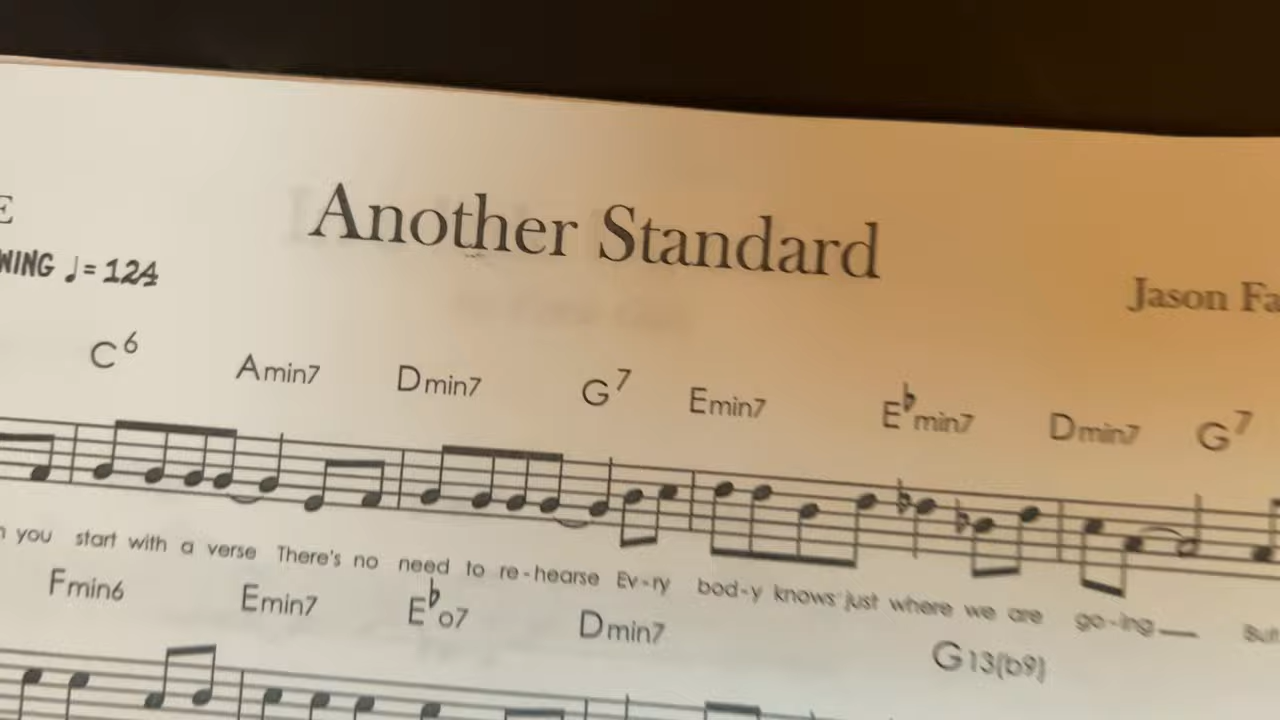 Another Standard
♩= 124
Jason
C6 Amin7 Dmin7 G7 Emin7 E♭min7 Dmin7 G7
you start with a verse There's no need to re-hearse Ev-ry bod-y knows just where we are go-ing
Fmin6 Emin7 E♭o7 Dmin7 G13(b9)